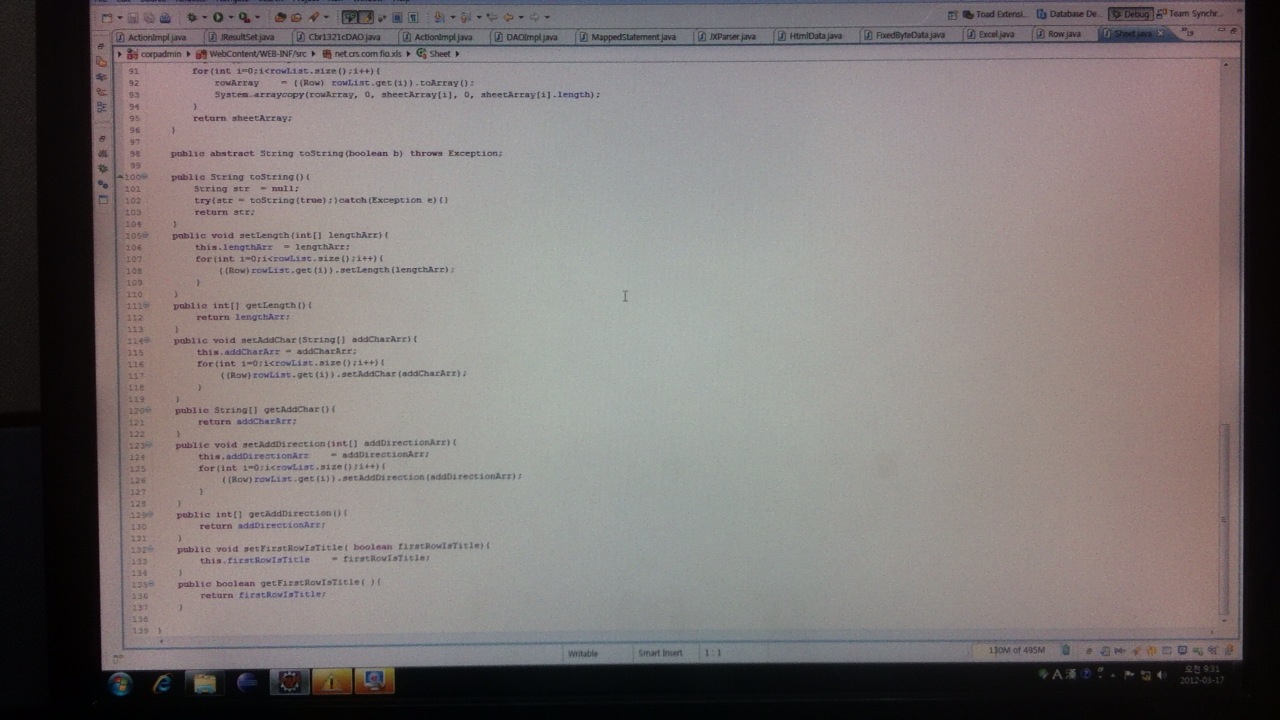 Toad Extensi... Database De... Debug Team Synchr...
ActionImpl.java JResultSet.java Cbr1321cDAO.java ActionImpl.java DAOImpl.java MappedStatement.java JXParser.java HtmlData.java FixedByteData.java Excel.java Row.java Sheet.java
corpadmin WebContent/WEB-INF/src net.crs.com.fio.xls Sheet
91 for(int i=0;i<rowList.size();i++){
92 rowArray = ((Row) rowList.get(i)).toArray();
93 System.arraycopy(rowArray, 0, sheetArray[i], 0, sheetArray[i].length);
94 }
95 return sheetArray;
96 }
97
98 public abstract String toString(boolean b) throws Exception;
99
100 public String toString(){
101 String str = null;
102 try{str = toString(true);}catch(Exception e){}
103 return str;
104 }
105 public void setLength(int[] lengthArr){
106 this.lengthArr = lengthArr;
107 for(int i=0;i<rowList.size();i++){
108 ((Row)rowList.get(i)).setLength(lengthArr);
109 }
110 }
111 public int[] getLength(){
112 return lengthArr;
113 }
114 public void setAddChar(String[] addCharArr){
115 this.addCharArr = addCharArr;
116 for(int i=0;i<rowList.size();i++){
117 ((Row)rowList.get(i)).setAddChar(addCharArr);
118 }
119 }
120 public String[] getAddChar(){
121 return addCharArr;
122 }
123 public void setAddDirection(int[] addDirectionArr){
124 this.addDirectionArr = addDirectionArr;
125 for(int i=0;i<rowList.size();i++){
126 ((Row)rowList.get(i)).setAddDirection(addDirectionArr);
127 }
128 }
129 public int[] getAddDirection(){
130 return addDirectionArr;
131 }
132 public void setFirstRowIsTitle( boolean firstRowIsTitle){
133 this.firstRowIsTitle = firstRowIsTitle;
134 }
135 public boolean getFirstRowIsTitle( ){
136 return firstRowIsTitle;
137 }
138
139 }
Writable Smart Insert 1 : 1 130M of 495M
A 漢 오전 9:31
2012-03-17